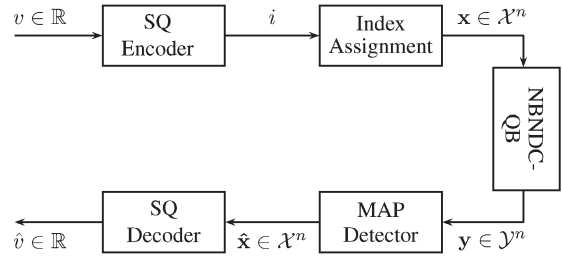 v ∈ ℝ
SQ
Encoder
i
Index
Assignment
𝐱 ∈ 𝒳ⁿ
NBNDC-
QB
MAP
Detector
𝐲 ∈ 𝒴ⁿ
SQ
Decoder
𝐱̂ ∈ 𝒳ⁿ
v̂ ∈ ℝ